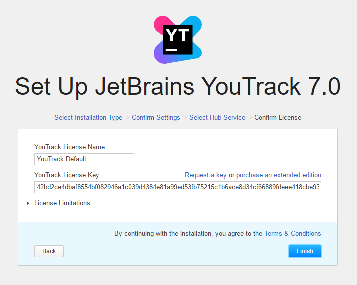 YT
Set Up JetBrains YouTrack 7.0
Select Installation Type → Confirm Settings → Select Hub Service → Confirm License
YouTrack License Name
YouTrack Default
YouTrack License Key
Request a key or purchase an extended edition
License Limitations
By continuing with the installation, you agree to the Terms & Conditions
Back
Finish